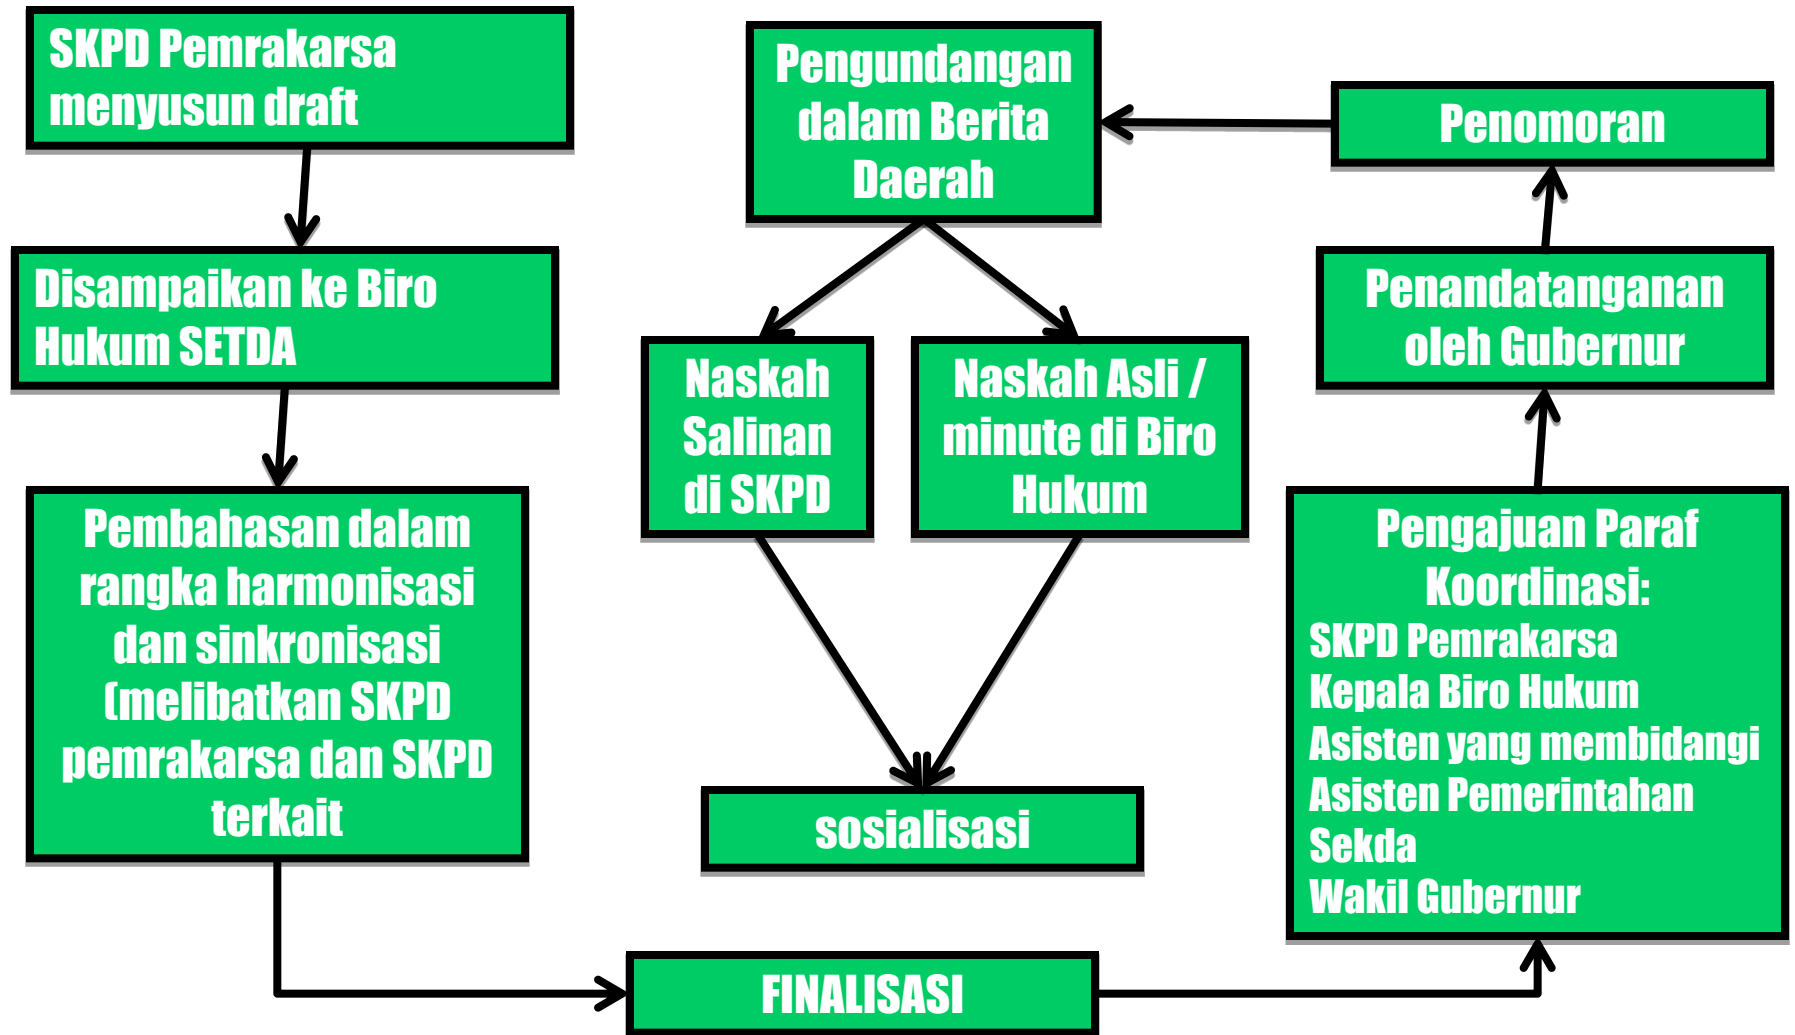 SKPD Pemrakarsa
menyusun draft
Disampaikan ke Biro
Hukum SETDA
Pembahasan dalam
rangka harmonisasi
dan sinkronisasi
(melibatkan SKPD
pemrakarsa dan SKPD
terkait
FINALISASI
Pengajuan Paraf
Koordinasi:
SKPD Pemrakarsa
Kepala Biro Hukum
Asisten yang membidangi
Asisten Pemerintahan
Sekda
Wakil Gubernur
Penandatanganan
oleh Gubernur
Penomoran
Pengundangan
dalam Berita
Daerah
Naskah
Salinan
di SKPD
Naskah Asli /
minute di Biro
Hukum
sosialisasi